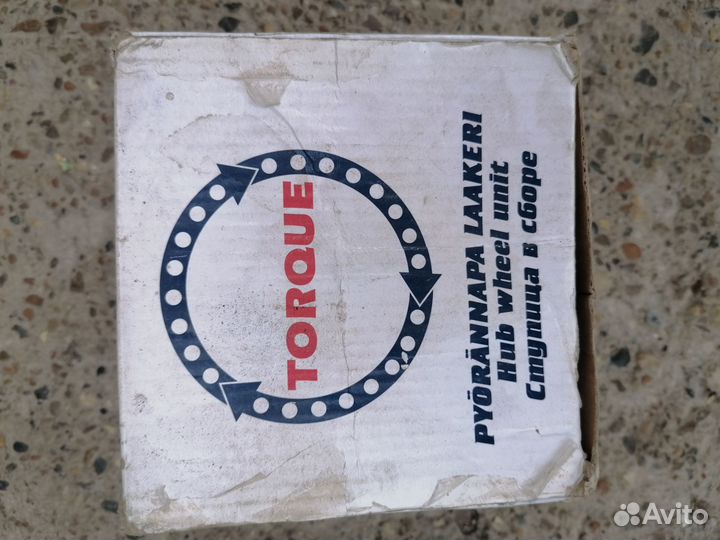 TORQUE
PYÖRÄNNAPA LAAKERI
Hub wheel unit
Ступица в сборе
Avito